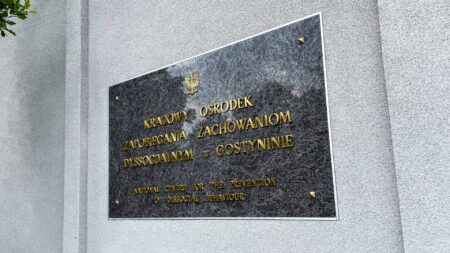 KRAJOWY OŚRODEK
ZAPOBIEGANIA ZACHOWANIOM
DYSSOCJALNYM W GOSTYNINIE
NATIONAL CENTRE FOR THE PREVENTION
OF DISSOCIAL BEHAVIOUR